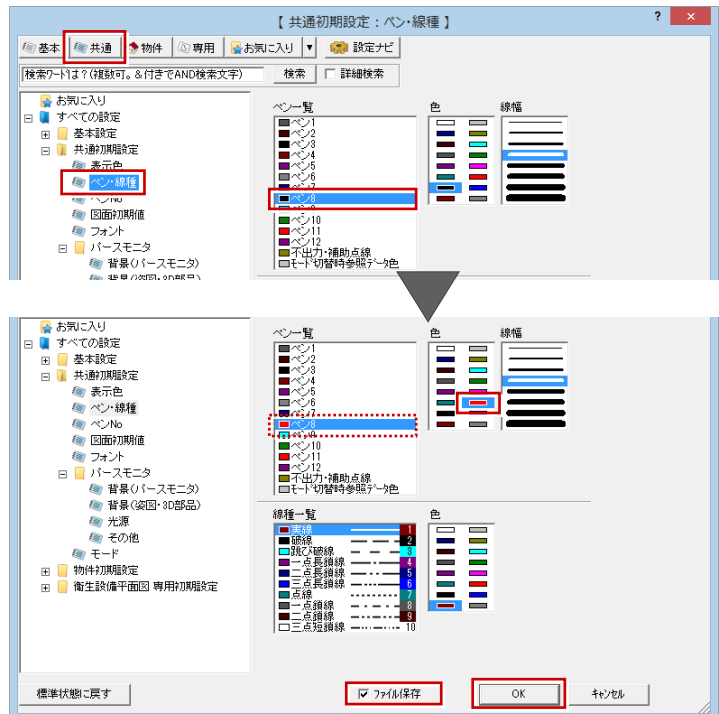 【 共通初期設定 : ペン・線種 】
? ×
基本 共通 物件 専用 お気に入り ▼ 設定ナビ
検索ワードは?(複数可。&付きでAND検索文字) 検索 詳細検索
お気に入り
すべての設定
基本設定
共通初期設定
表示色
ペン・線種
ペンNo
図面初期値
フォント
パースモニタ
背景(パースモニタ)
背景(姿図・3D部品)
ペン一覧
ペン1
ペン2
ペン3
ペン4
ペン5
ペン6
ペン7
ペン8
ペン10
ペン11
ペン12
不出力・補助点線
モード切替時参照データ色
色
線幅
お気に入り
すべての設定
基本設定
共通初期設定
表示色
ペン・線種
ペンNo
図面初期値
フォント
パースモニタ
背景(パースモニタ)
背景(姿図・3D部品)
光源
その他
モード
物件初期設定
衛生設備平面図 専用初期設定
ペン一覧
ペン1
ペン2
ペン3
ペン4
ペン5
ペン6
ペン7
ペン8
ペン9
ペン10
ペン11
ペン12
不出力・補助点線
モード切替時参照データ色
色
線幅
線種一覧
実線 1
破線 2
跳び破線 3
一点長鎖線 4
二点長鎖線 5
三点長鎖線 6
点線 7
一点鎖線 8
二点鎖線 9
三点短鎖線 10
色
標準状態に戻す
ファイル保存
OK
キャンセル